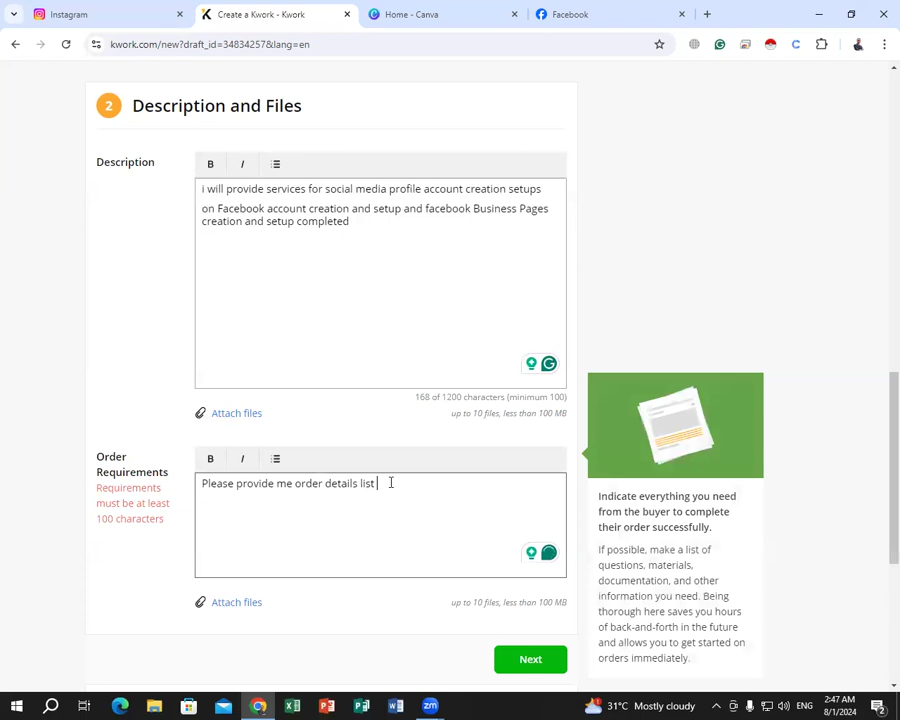 Instagram
Create a Kwork - Kwork
Home - Canva
Facebook
kwork.com/new?draft_id=34834257&lang=en
2 Description and Files
Description
B I
i will provide services for social media profile account creation setups
on Facebook account creation and setup and facebook Business Pages
creation and setup completed
168 of 1200 characters (minimum 100)
Attach files
up to 10 files, less than 100 MB
Order
Requirements
Requirements
must be at least
100 characters
B I
Please provide me order details list
Attach files
up to 10 files, less than 100 MB
Indicate everything you need
from the buyer to complete
their order successfully.
If possible, make a list of
questions, materials,
documentation, and other
information you need. Being
thorough here saves you hours
of back-and-forth in the future
and allows you to get started on
orders immediately.
Next
31°C Mostly cloudy
ENG
2:47 AM
8/1/2024
2